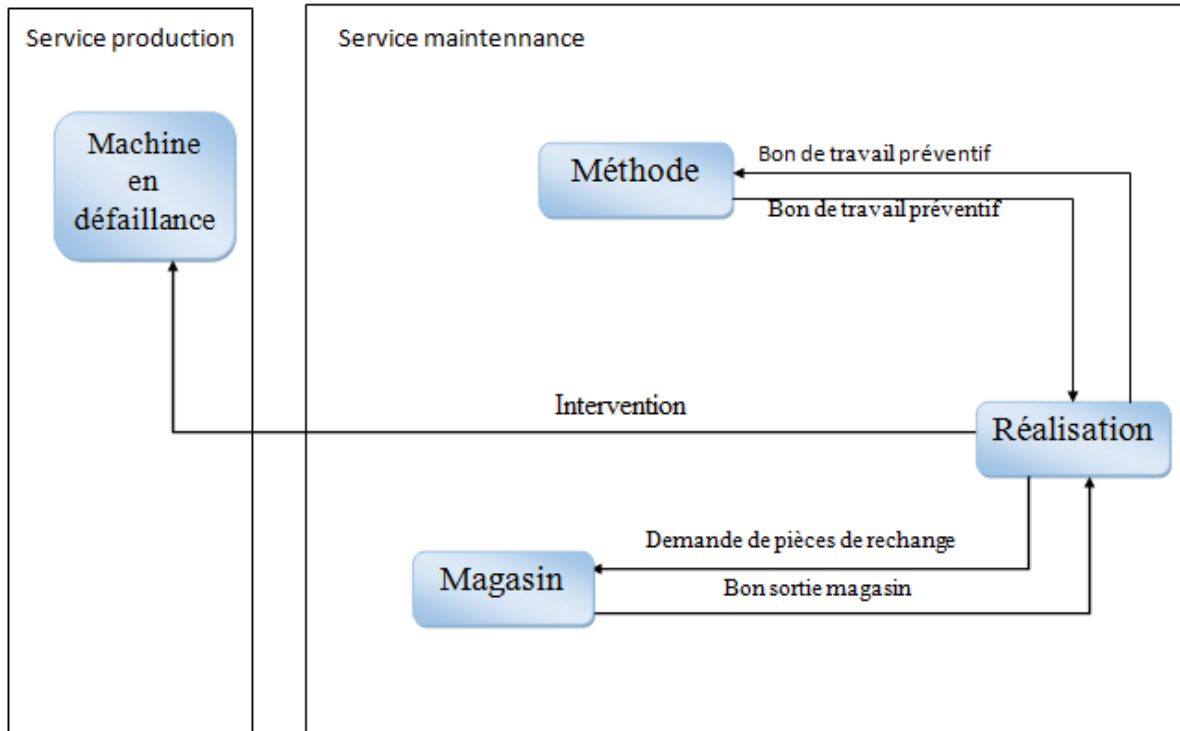 Service production
Service maintennance
Machine
en
défaillance
Méthode
Bon de travail préventif
Bon de travail préventif
Intervention
Réalisation
Demande de pièces de rechange
Magasin
Bon sortie magasin